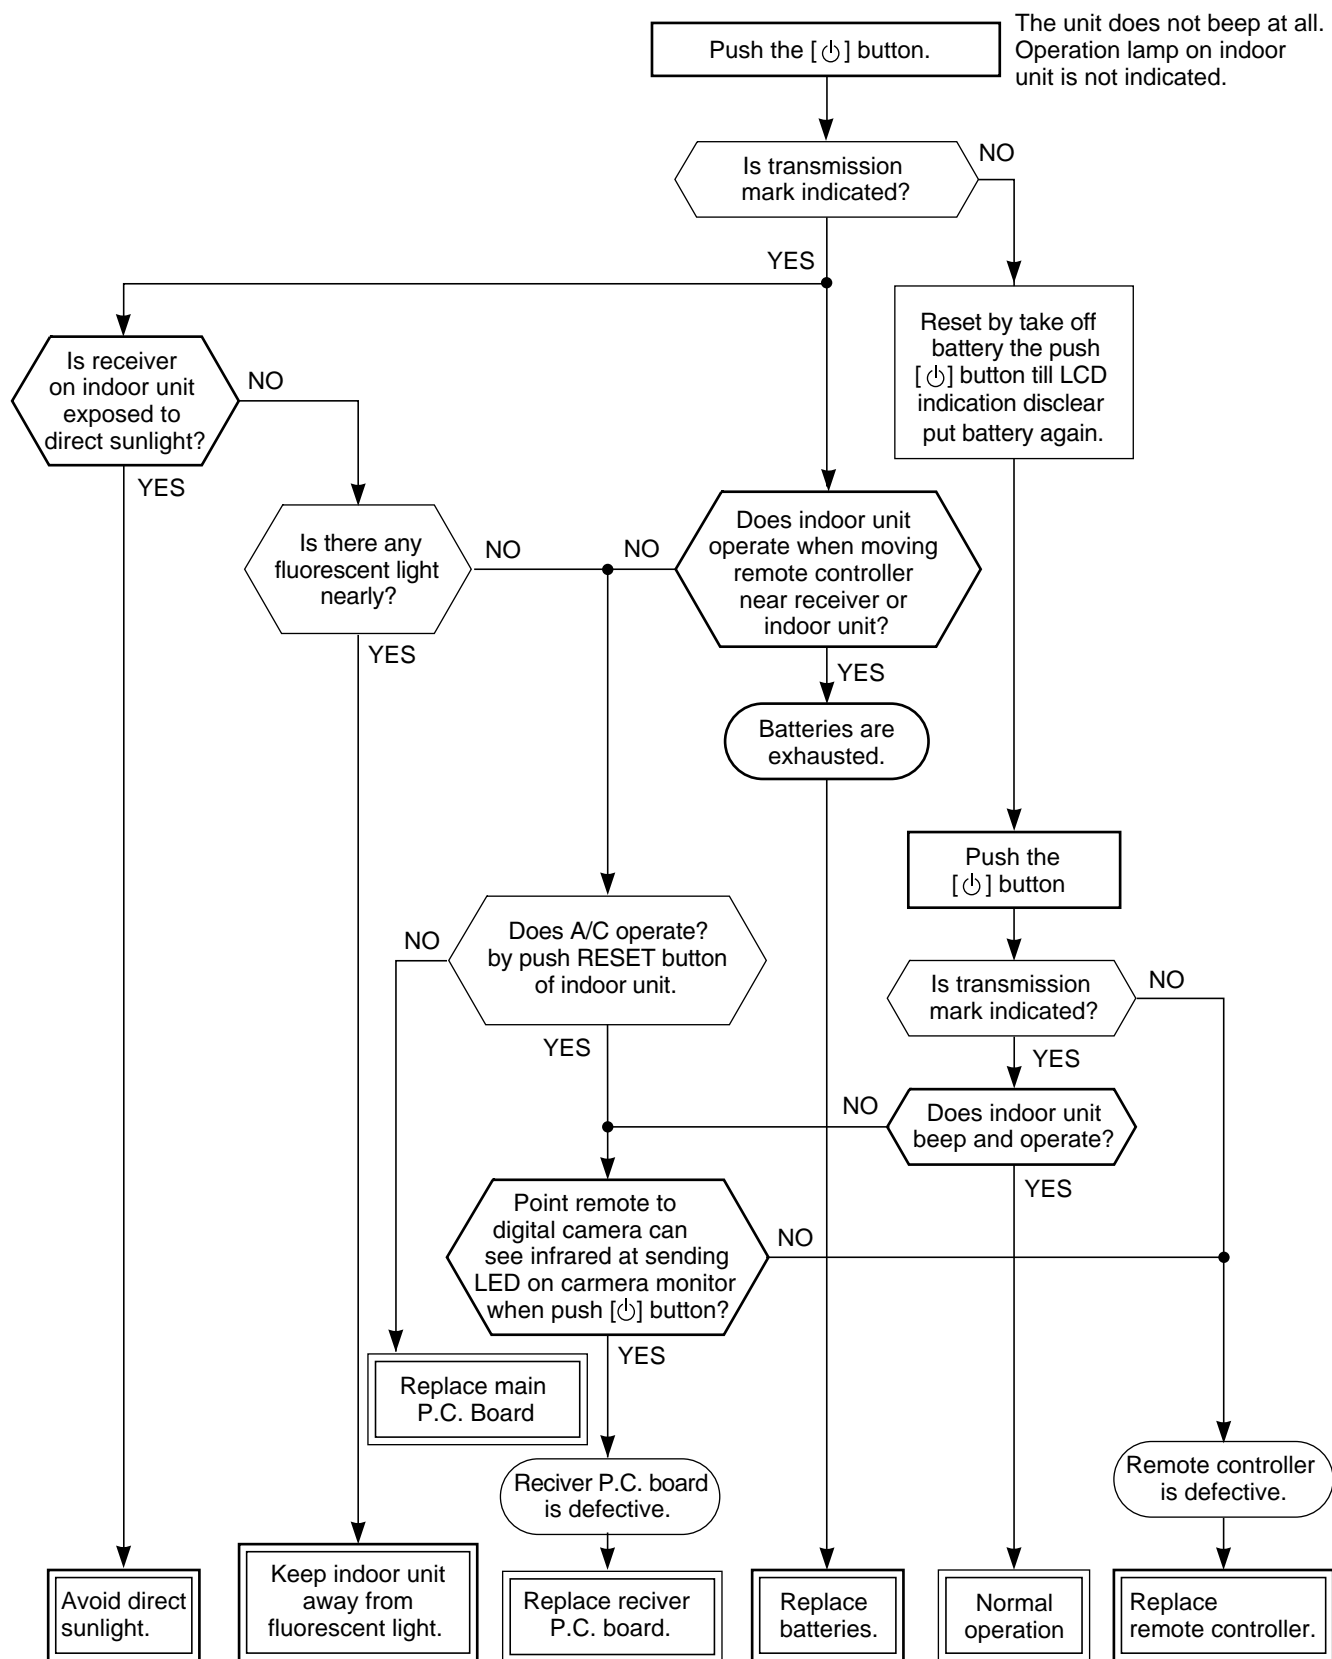 The unit does not beep at all.
Operation lamp on indoor
unit is not indicated.
Push the [⏻] button.
Is transmission
mark indicated?
NO
YES
Is receiver
on indoor unit
exposed to
direct sunlight?
NO
YES
Reset by take off
battery the push
[⏻] button till LCD
indication disclear
put battery again.
Is there any
fluorescent light
nearly?
NO
YES
NO
Does indoor unit
operate when moving
remote controller
near receiver or
indoor unit?
YES
Batteries are
exhausted.
Push the
[⏻] button
Does A/C operate?
by push RESET button
of indoor unit.
NO
YES
Is transmission
mark indicated?
NO
YES
Does indoor unit
beep and operate?
NO
YES
Point remote to
digital camera can
see infrared at sending
LED on carmera monitor
when push [⏻] button?
NO
YES
Replace main
P.C. Board
Reciver P.C. board
is defective.
Remote controller
is defective.
Avoid direct
sunlight.
Keep indoor unit
away from
fluorescent light.
Replace reciver
P.C. board.
Replace
batteries.
Normal
operation
Replace
remote controller.